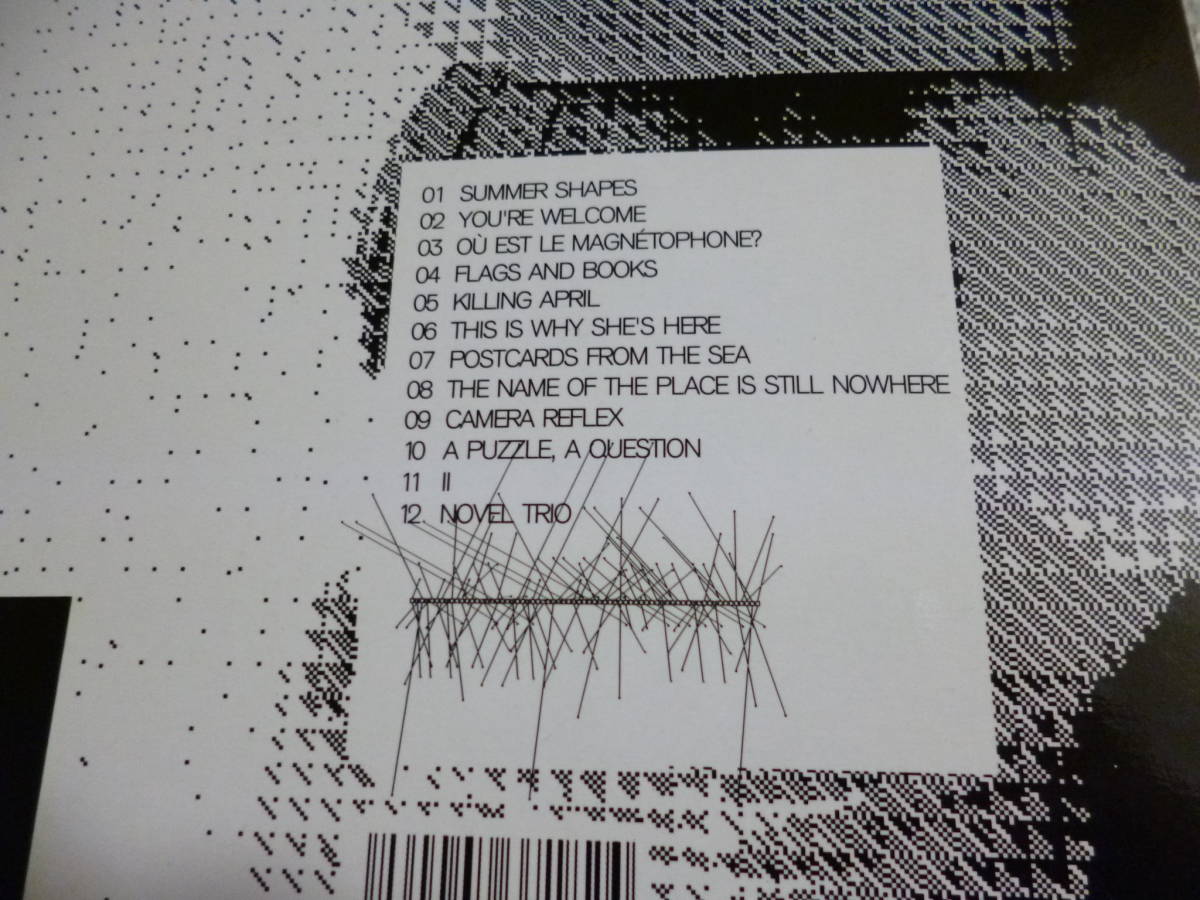 01 SUMMER SHAPES
02 YOU'RE WELCOME
03 OÙ EST LE MAGNÉTOPHONE?
04 FLAGS AND BOOKS
05 KILLING APRIL
06 THIS IS WHY SHE'S HERE
07 POSTCARDS FROM THE SEA
08 THE NAME OF THE PLACE IS STILL NOWHERE
09 CAMERA REFLEX
10 A PUZZLE, A QUESTION
11 II
12 NOVEL TRIO